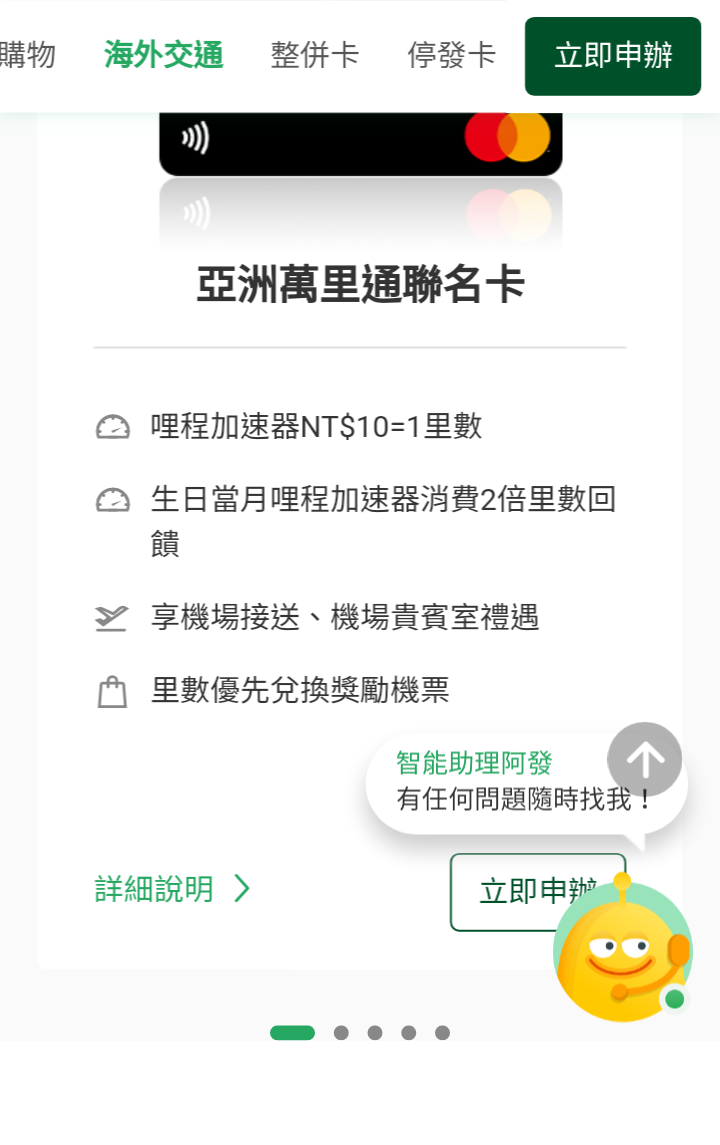 購物 海外交通 整併卡 停發卡 立即申辦
亞洲萬里通聯名卡
哩程加速器NT$10=1里數
生日當月哩程加速器消費2倍里數回
饋
享機場接送、機場貴賓室禮遇
里數優先兌換獎勵機票
智能助理阿發
有任何問題隨時找我！
詳細說明
立即申辦